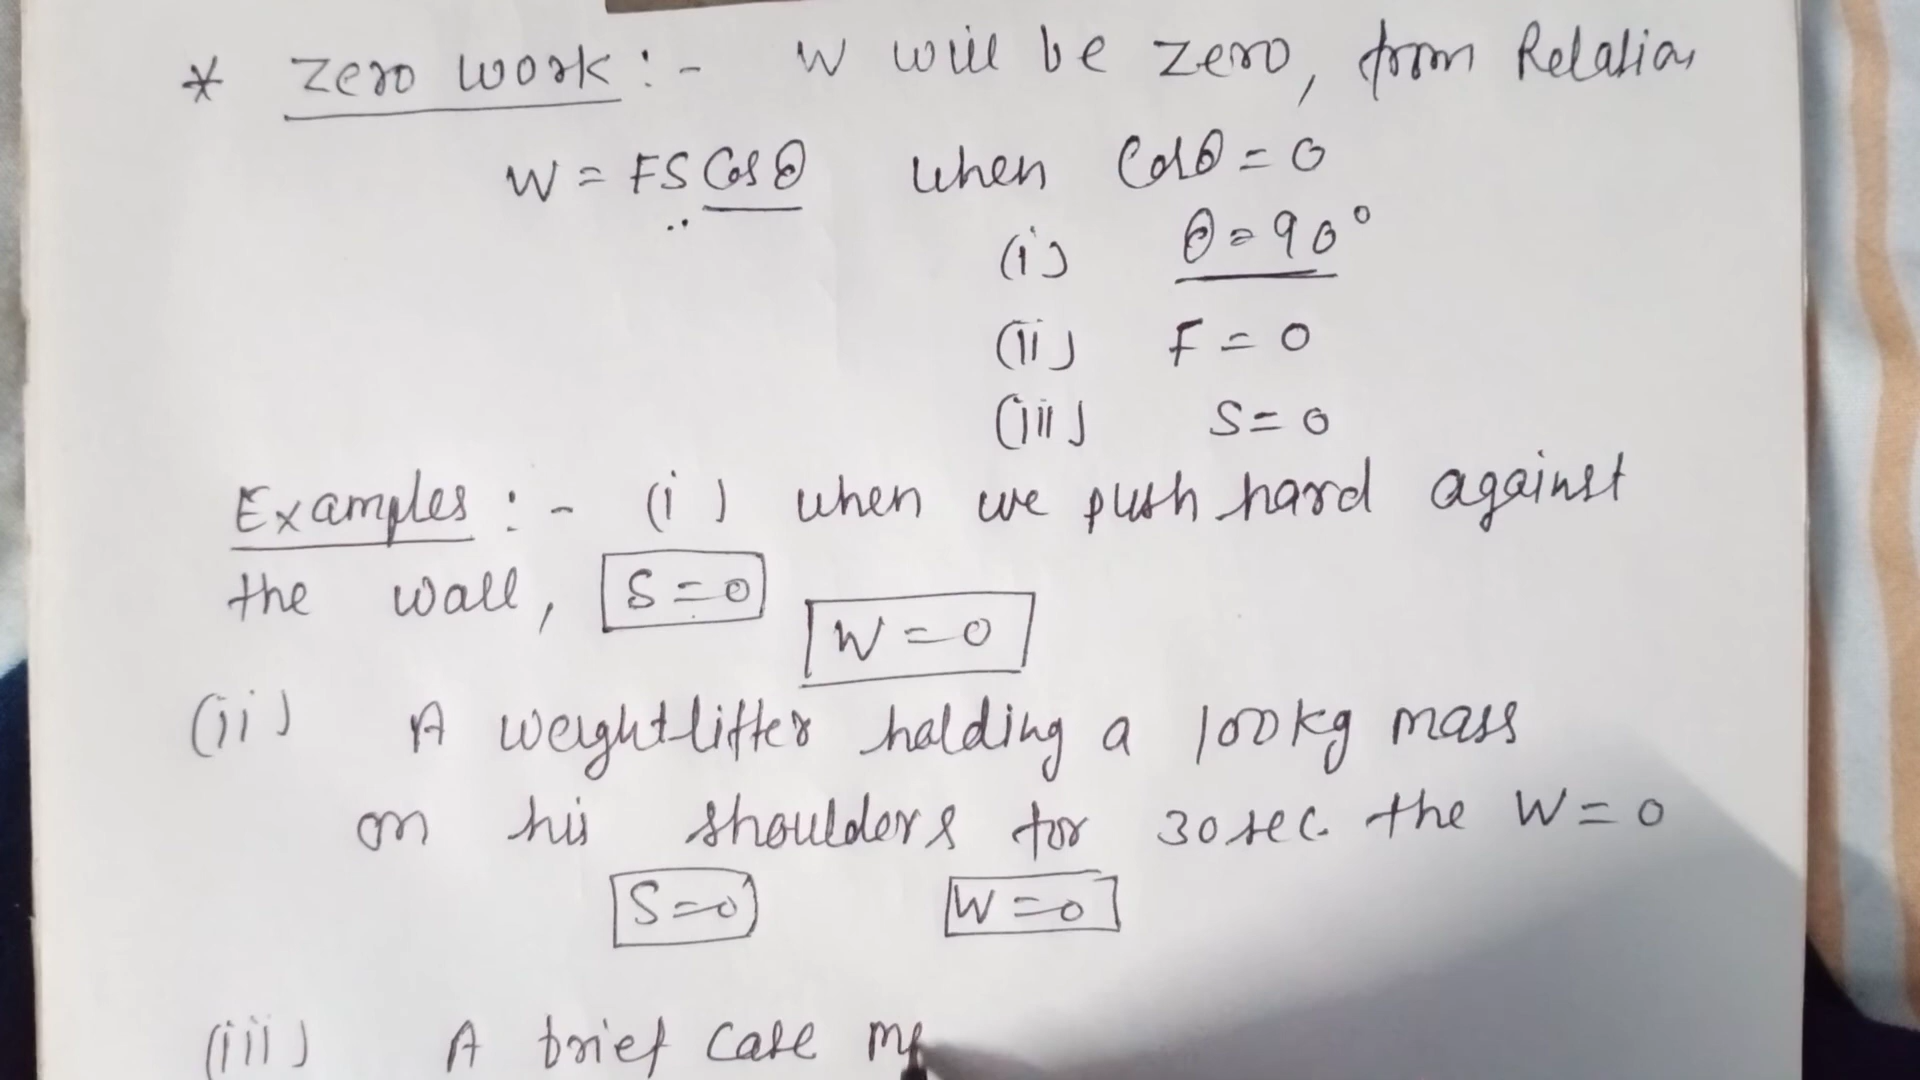 * Zero work :- W will be zero, from Relation
W = FS Cos θ when Cosθ = 0
(i) θ = 90°
(ii) F = 0
(iii) S = 0
Examples :- (i) when we push hard against
the wall, S = 0
W = 0
(ii) A weightlifter holding a 100kg mass
on his shoulders for 30 sec. the W = 0
S = 0 W = 0
(iii) A brief case